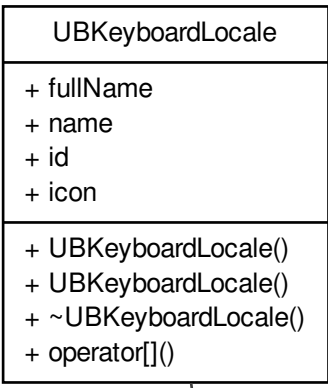 UBKeyboardLocale
+ fullName
+ name
+ id
+ icon
+ UBKeyboardLocale()
+ UBKeyboardLocale()
+ ~UBKeyboardLocale()
+ operator[]()